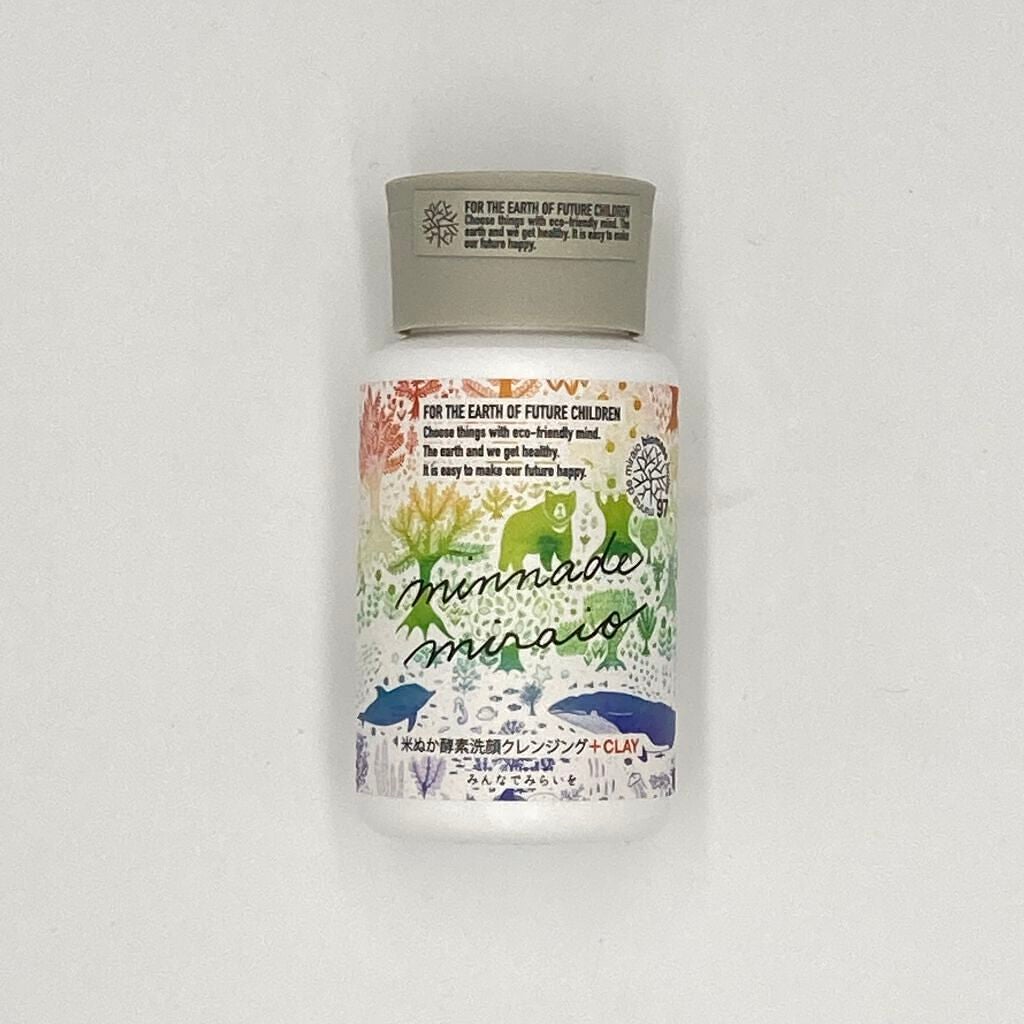 FOR THE EARTH OF FUTURE CHILDREN
Choose things with eco-friendly mind. The
earth and we get healthy. It is easy to make
our future happy.
FOR THE EARTH OF FUTURE CHILDREN
Choose things with eco-friendly mind.
The earth and we get healthy.
It is easy to make our future happy.
97
minnade
miraio
米ぬか酵素洗顔クレンジング+CLAY
みんなでみらいを